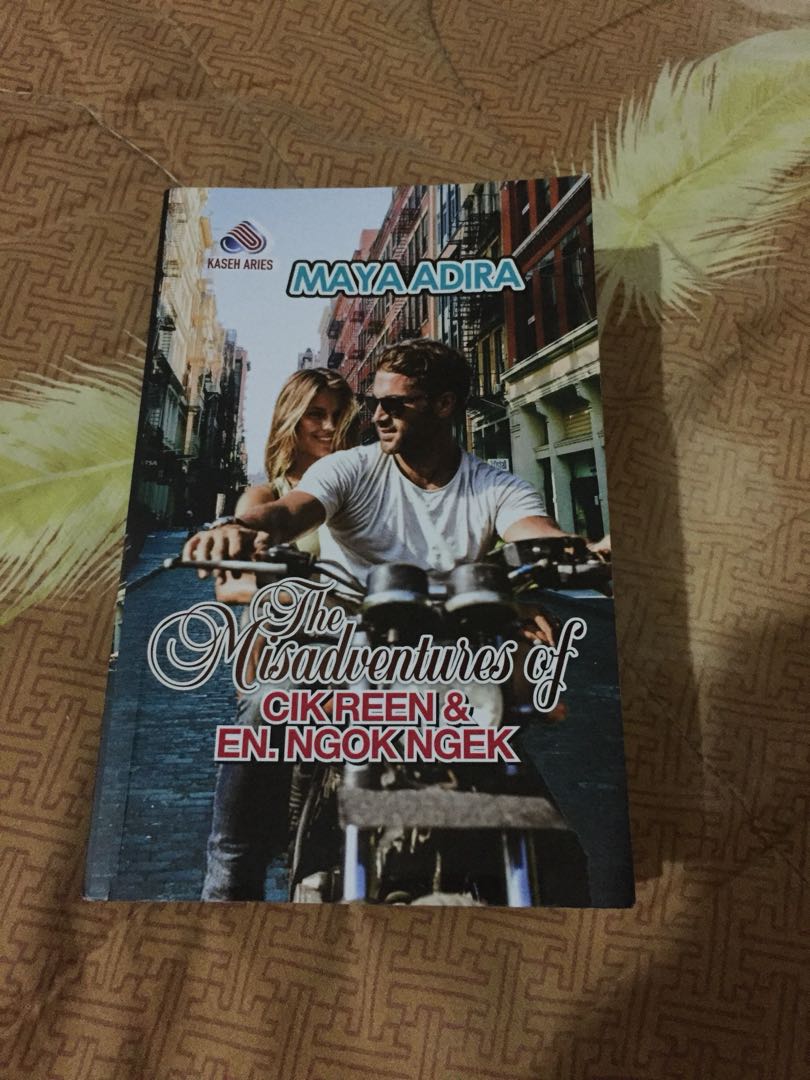 KASEH ARIES
MAYA ADIRA
The
Misadventures of
CIK REEN &
EN. NGOK NGEK